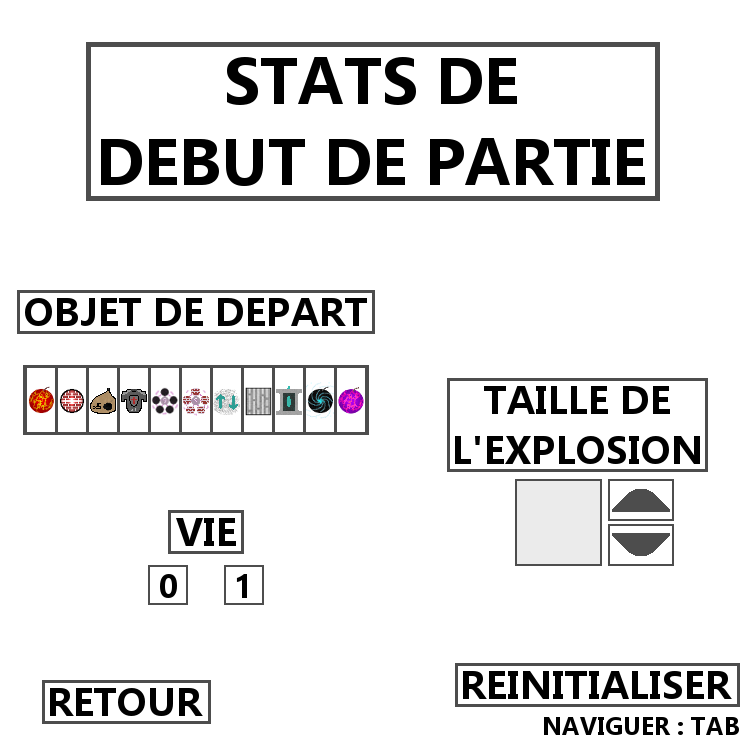 STATS DE
DEBUT DE PARTIE
OBJET DE DEPART
TAILLE DE
L'EXPLOSION
VIE
0 1
RETOUR
REINITIALISER
NAVIGUER : TAB